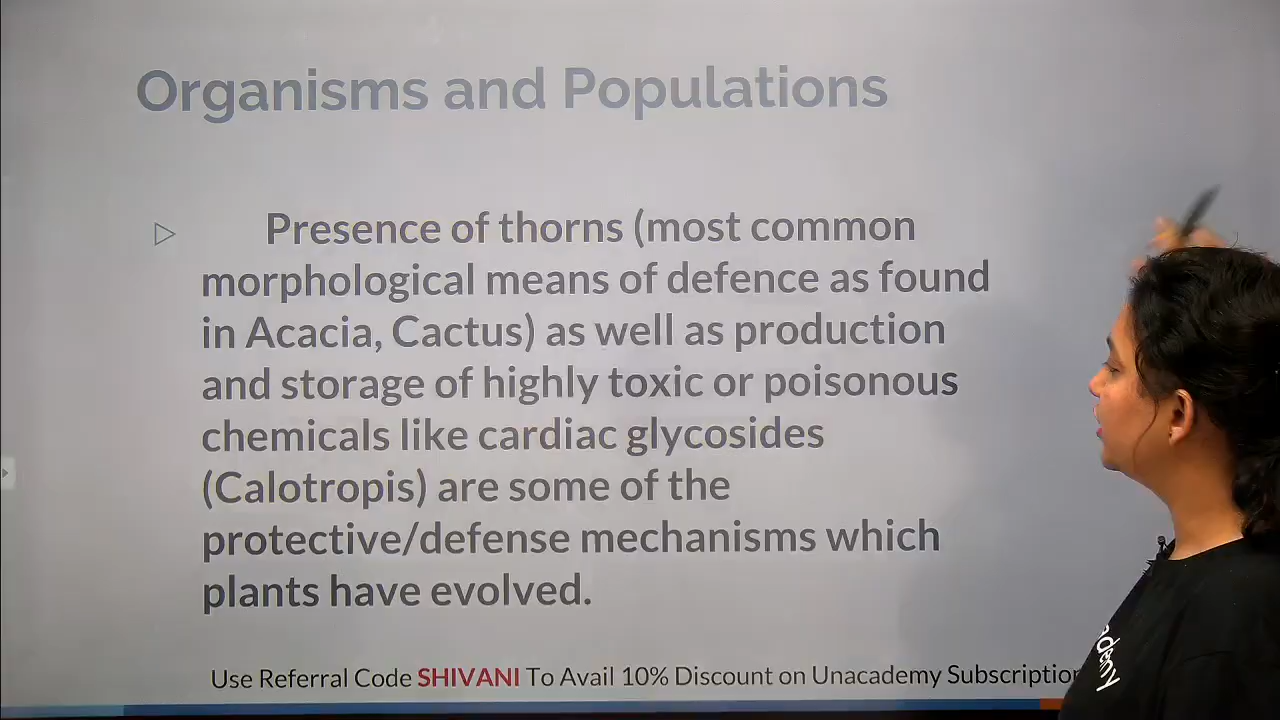 Organisms and Populations
Presence of thorns (most common
morphological means of defence as found
in Acacia, Cactus) as well as production
and storage of highly toxic or poisonous
chemicals like cardiac glycosides
(Calotropis) are some of the
protective/defense mechanisms which
plants have evolved.
Use Referral Code SHIVANI To Avail 10% Discount on Unacademy Subscription
ademy